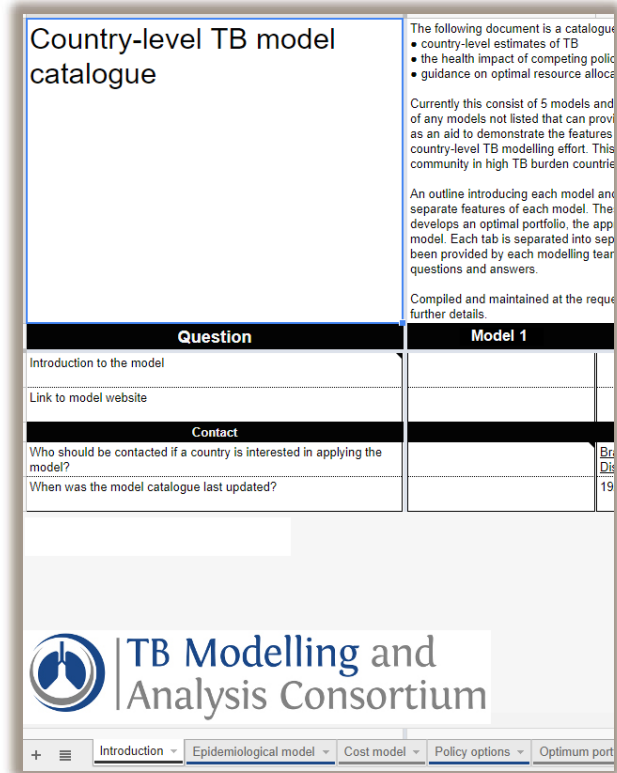 Country-level TB model
catalogue
The following document is a catalogue
● country-level estimates of TB
● the health impact of competing polic
● guidance on optimal resource alloca
Currently this consist of 5 models and
of any models not listed that can provi
as an aid to demonstrate the features
country-level TB modelling effort. This
community in high TB burden countrie
An outline introducing each model and
separate features of each model. The
develops an optimal portfolio, the app
model. Each tab is separated into sep
been provided by each modelling tear
questions and answers.
Compiled and maintained at the reque
further details.
Question
Model 1
Introduction to the model
Link to model website
Contact
Who should be contacted if a country is interested in applying the
model?
Bra
Dis
When was the model catalogue last updated?
19
TB Modelling and
Analysis Consortium
+ Introduction Epidemiological model Cost model Policy options Optimum port